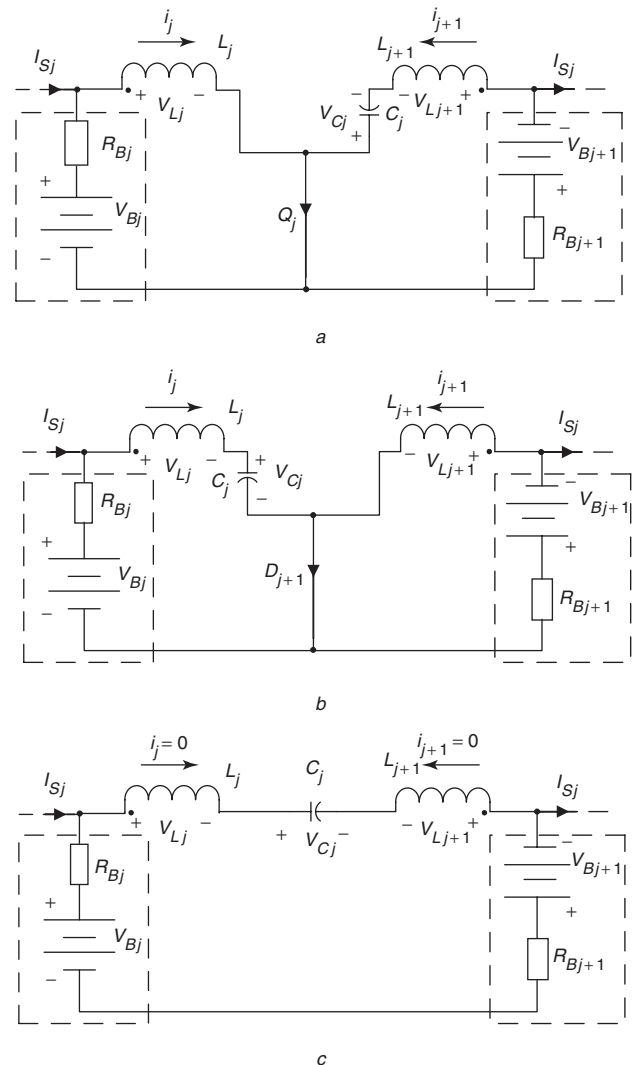 i_j L_j i_{j+1} L_{j+1}
I_{Sj} I_{Sj}
+ − − + − +
V_{Lj} V_{Cj} C_j V_{Lj+1}
R_{Bj} − V_{Bj+1}
+ V_{Bj} − + R_{Bj+1}
Q_j
a
i_j L_j i_{j+1} L_{j+1}
I_{Sj} I_{Sj}
+ − + − − +
V_{Lj} C_j V_{Cj} V_{Lj+1}
R_{Bj} − V_{Bj+1}
+ V_{Bj} − + R_{Bj+1}
D_{j+1}
b
i_j = 0 L_j C_j i_{j+1} = 0 L_{j+1}
I_{Sj} I_{Sj}
+ − + − − +
V_{Lj} V_{Cj} V_{Lj+1}
R_{Bj} − V_{Bj+1}
+ V_{Bj} − + R_{Bj+1}
c